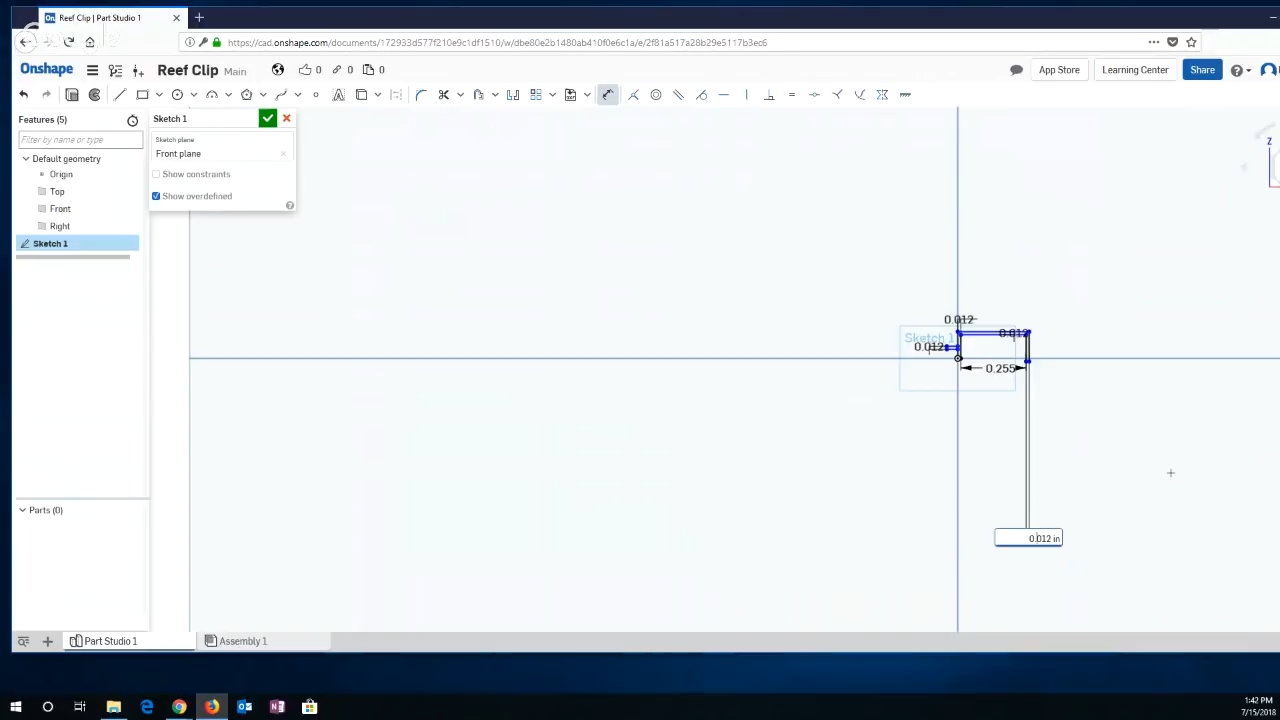 Reef Clip | Part Studio 1
https://cad.onshape.com/documents/172933d577f210e9c1df1510/w/dbe80e2b1480ab410f0e6c1a/e/2f81a517a28b29e5117b3ec6
Onshape
Reef Clip Main
0
0
0
App Store
Learning Center
Share
Features (5)
Filter by name or type
Default geometry
Origin
Top
Front
Right
Sketch 1
Sketch 1
Sketch plane
Front plane
Show constraints
Show overdefined
Z
0.012
0.012
Sketch 1
0.012
0.255
0.012 in
Parts (0)
Part Studio 1
Assembly 1
1:42 PM
7/15/2018